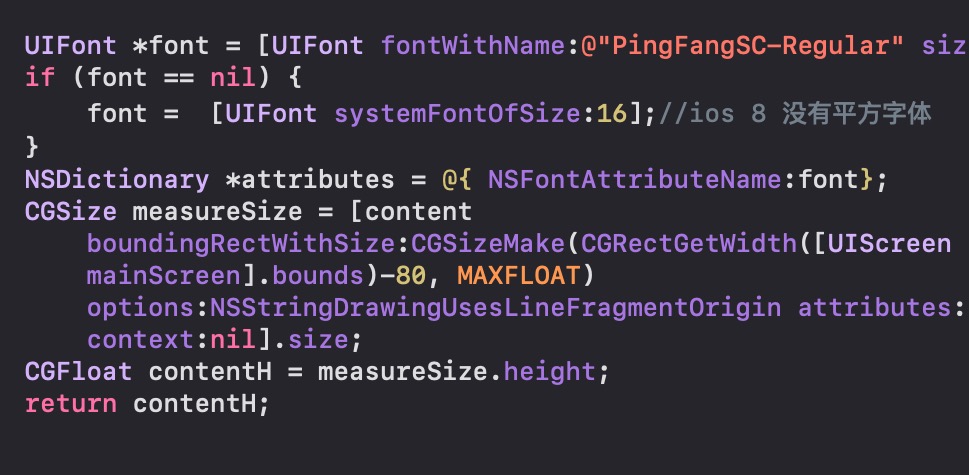 UIFont *font = [UIFont fontWithName:@"PingFangSC-Regular" siz
if (font == nil) {
font =  [UIFont systemFontOfSize:16];//ios 8 没有平方字体
}
NSDictionary *attributes = @{ NSFontAttributeName:font};
CGSize measureSize = [content
boundingRectWithSize:CGSizeMake(CGRectGetWidth([UIScreen
mainScreen].bounds)-80, MAXFLOAT)
options:NSStringDrawingUsesLineFragmentOrigin attributes:
context:nil].size;
CGFloat contentH = measureSize.height;
return contentH;